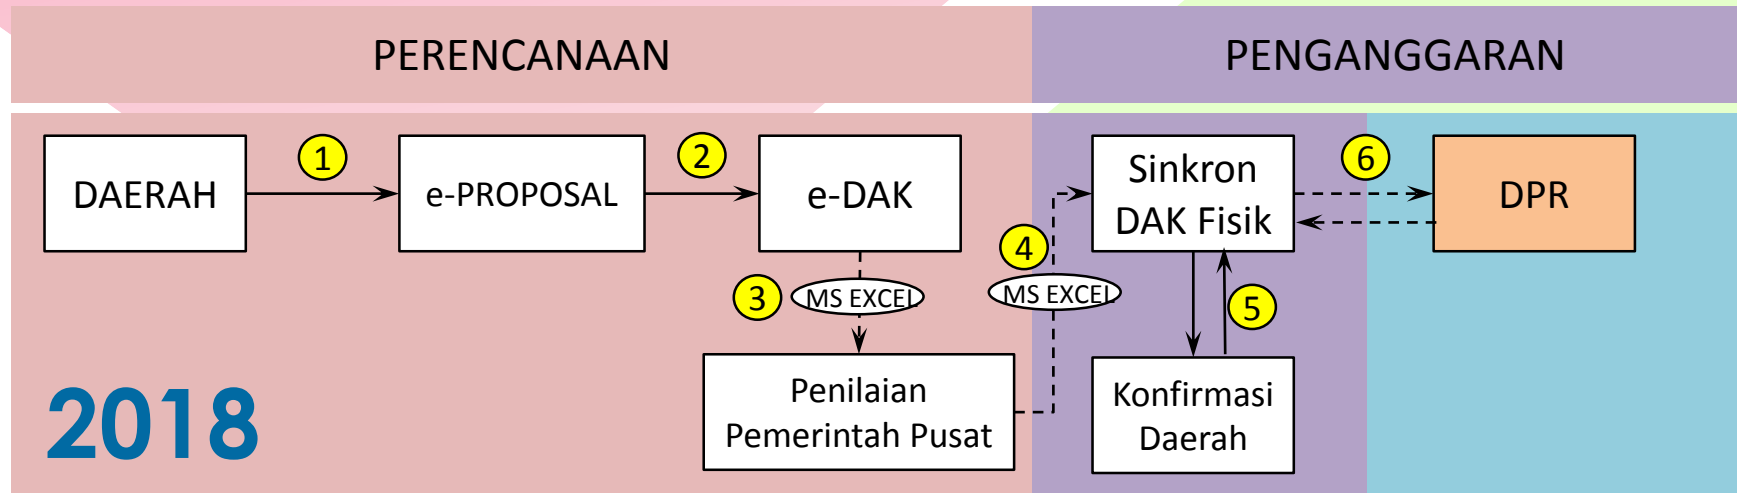 PERENCANAAN
PENGANGGARAN
DAERAH
1
e-PROPOSAL
2
e-DAK
3
MS EXCEL
Penilaian
Pemerintah Pusat
4
MS EXCEL
Sinkron
DAK Fisik
5
Konfirmasi
Daerah
6
DPR
2018